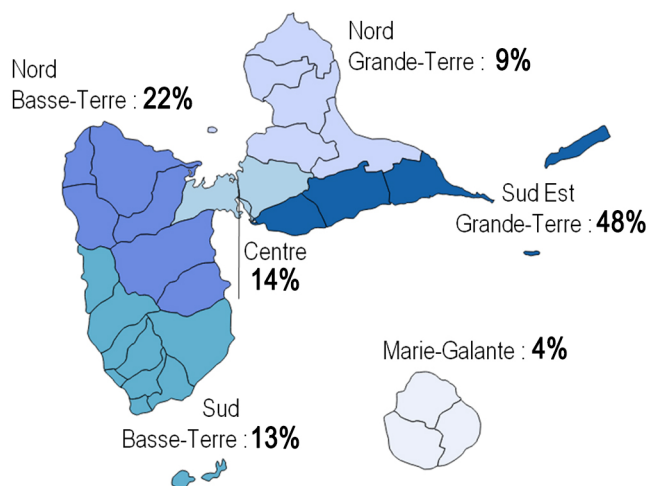 Nord
Grande-Terre : 9%
Nord
Basse-Terre : 22%
Sud Est
Grande-Terre : 48%
Centre
14%
Marie-Galante : 4%
Sud
Basse-Terre : 13%